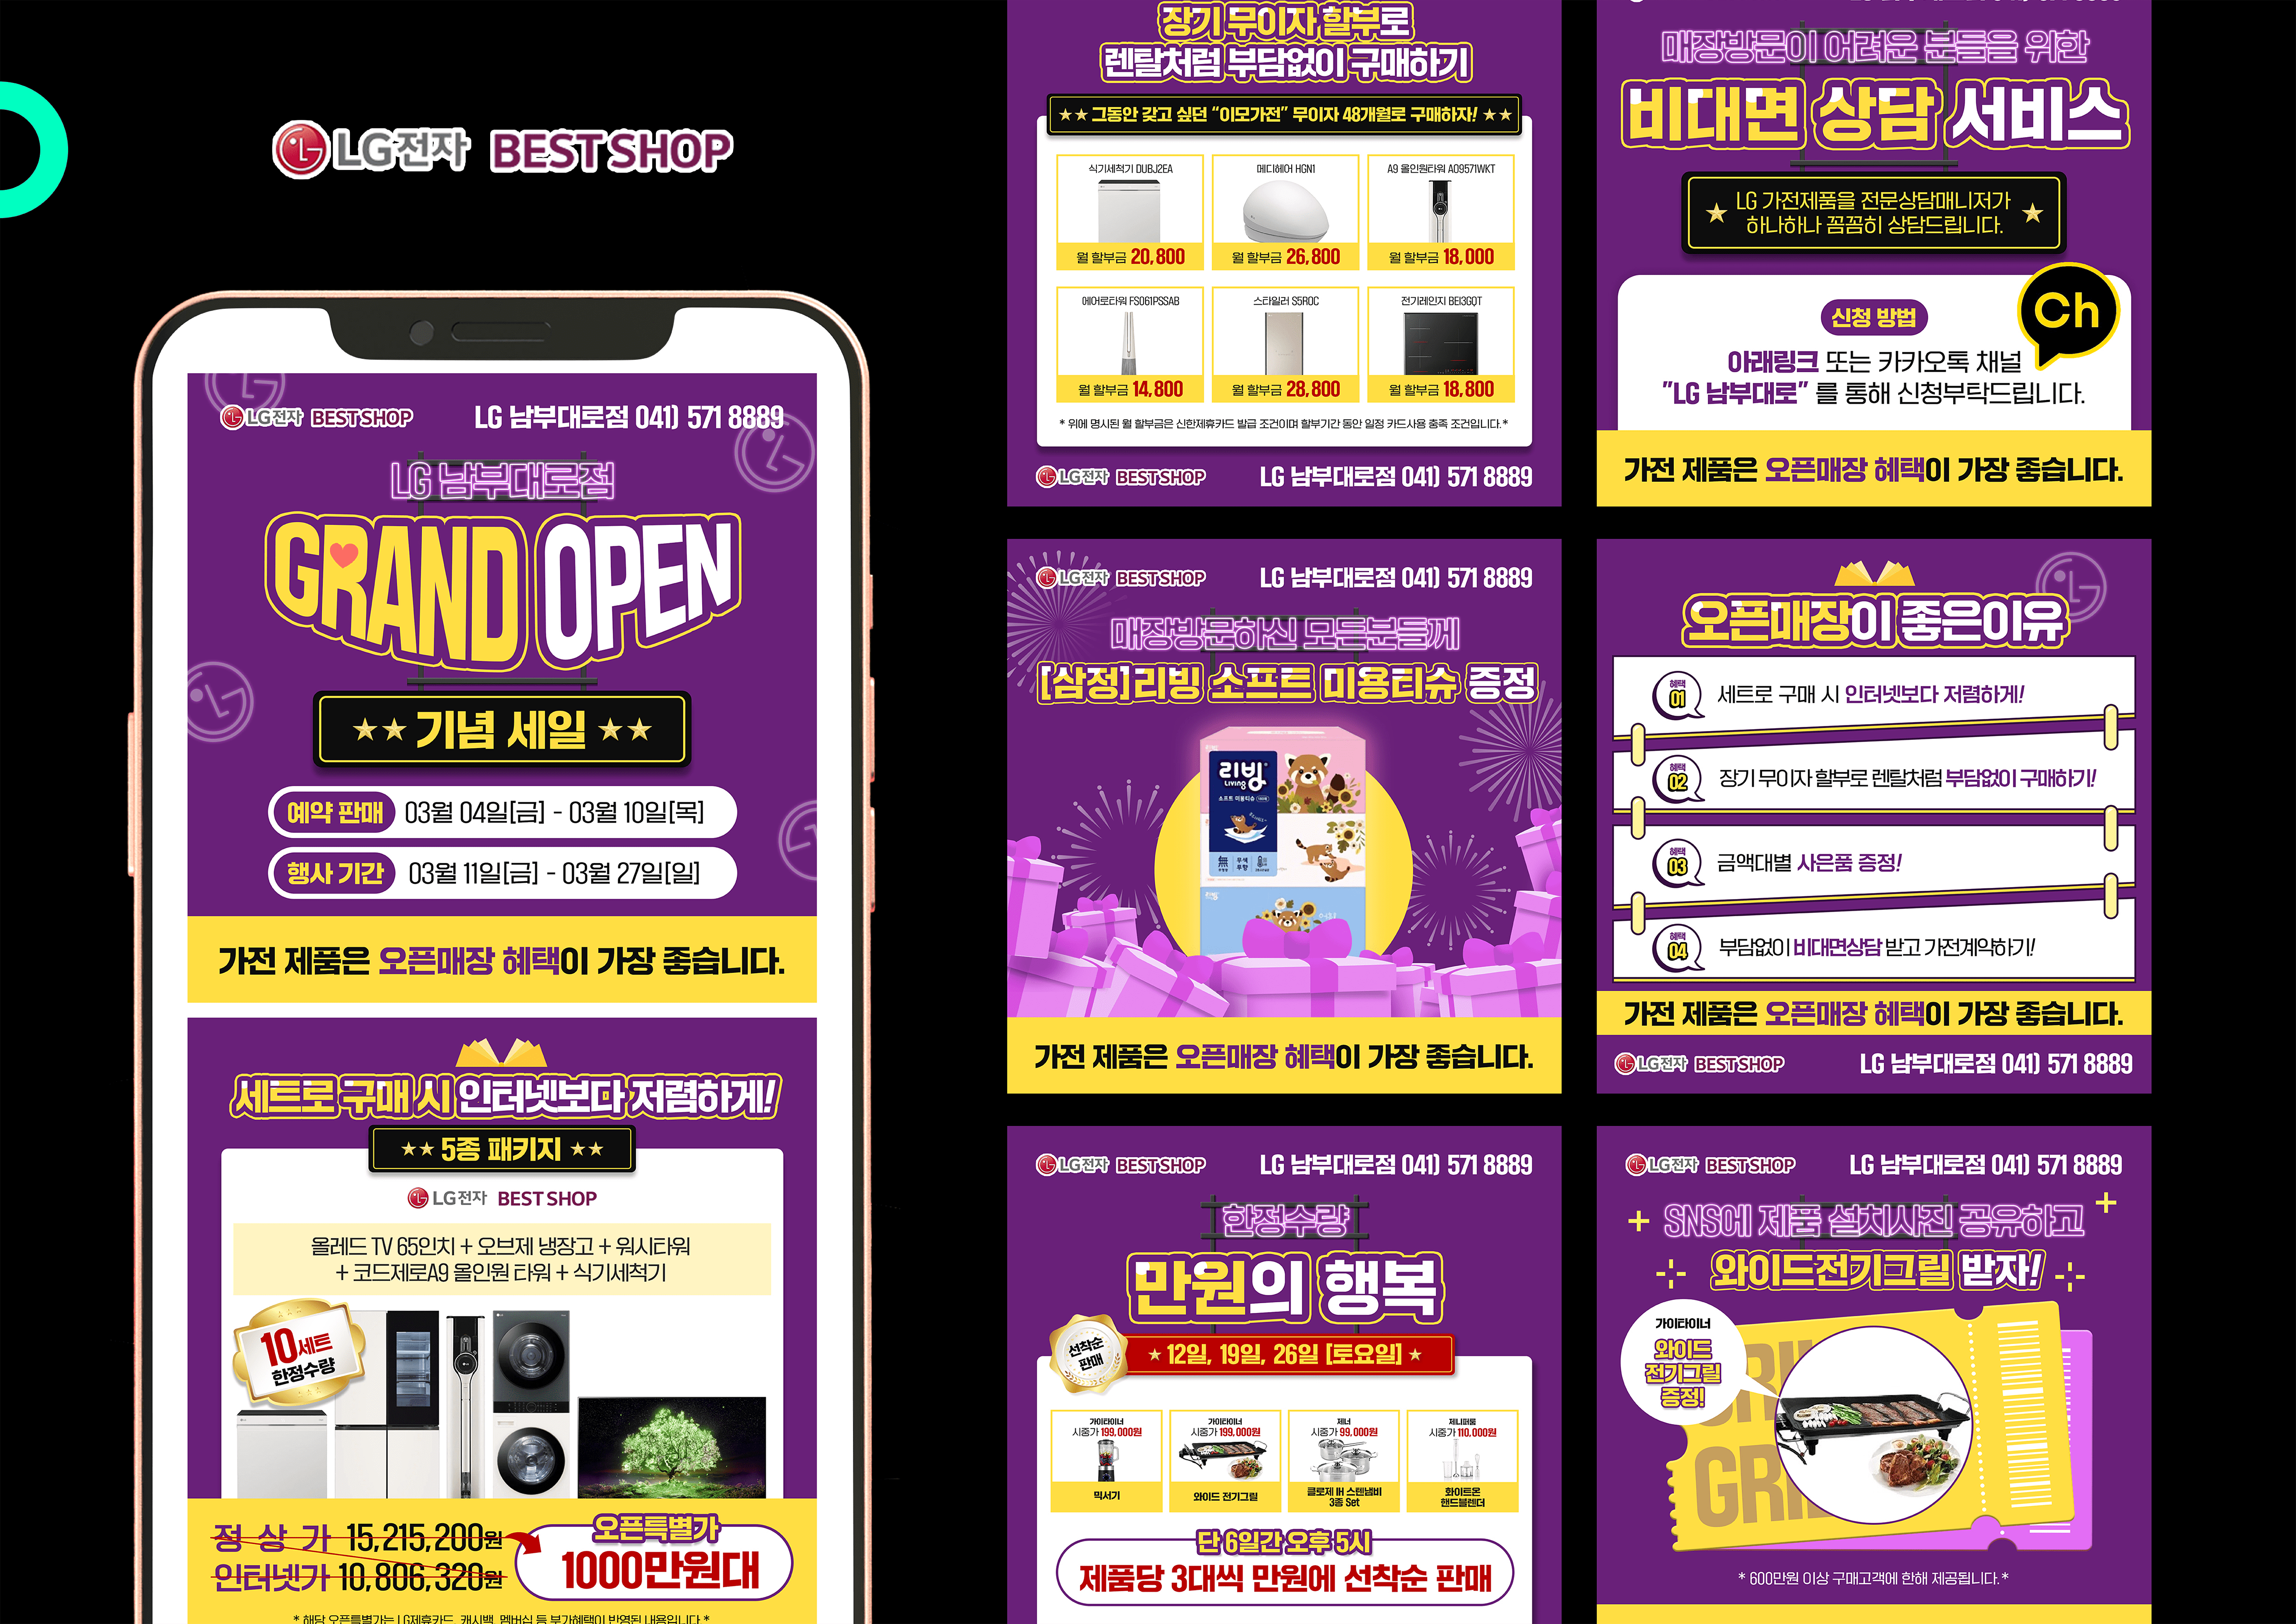 LG전자 BEST SHOP
LG전자 BEST SHOP LG 남부대로점 041) 571 8889
LG 남부대로점
GRAND OPEN
★★ 기념 세일 ★★
예약 판매 03월 04일[금] - 03월 10일[목]
행사 기간 03월 11일[금] - 03월 27일[일]
가전 제품은 오픈매장 혜택이 가장 좋습니다.
세트로 구매 시 인터넷보다 저렴하게!
★★ 5종 패키지 ★★
LG전자 BEST SHOP
올레드 TV 65인치 + 오브제 냉장고 + 워시타워
+ 코드제로A9 올인원 타워 + 식기세척기
10세트
한정수량
정 상 가 15,215,200원
인터넷가 10,806,320원
오픈특별가
1000만원대
* 해당 오픈특별가는 LG제휴카드, 캐시백, 멤버십 등 부가혜택이 반영된 내용입니다.*
장기 무이자 할부로
렌탈처럼 부담없이 구매하기
★★ 그동안 갖고 싶던 “이모가전” 무이자 48개월로 구매하자! ★★
식기세척기 DUBJ2EA
월 할부금 20,800
메디헤어 HGN1
월 할부금 26,800
A9 올인원타워 AO9571WKT
월 할부금 18,000
에어로타워 FS061PSSAB
월 할부금 14,800
스타일러 S5ROC
월 할부금 28,800
전기레인지 BEI3GQT
월 할부금 18,800
* 위에 명시된 월 할부금은 신한제휴카드 발급 조건이며 할부기간 동안 일정 카드사용 충족 조건입니다.*
LG전자 BEST SHOP LG 남부대로점 041) 571 8889
매장방문이 어려운 분들을 위한
비대면 상담 서비스
★ LG 가전제품을 전문상담매니저가
하나하나 꼼꼼히 상담드립니다. ★
Ch
신청 방법
아래링크 또는 카카오톡 채널
"LG 남부대로" 를 통해 신청부탁드립니다.
가전 제품은 오픈매장 혜택이 가장 좋습니다.
LG전자 BEST SHOP LG 남부대로점 041) 571 8889
매장방문하신 모든분들께
[삼정]리빙 소프트 미용티슈 증정
리빙
LIVING
소프트 미용티슈
가전 제품은 오픈매장 혜택이 가장 좋습니다.
오픈매장이 좋은이유
혜택 01 세트로 구매 시 인터넷보다 저렴하게!
혜택 02 장기 무이자 할부로 렌탈처럼 부담없이 구매하기!
혜택 03 금액대별 사은품 증정!
혜택 04 부담없이 비대면상담 받고 가전계약하기!
가전 제품은 오픈매장 혜택이 가장 좋습니다.
LG전자 BEST SHOP LG 남부대로점 041) 571 8889
LG전자 BEST SHOP LG 남부대로점 041) 571 8889
한정수량
만원의 행복
선착순
판매
★ 12일, 19일, 26일 [토요일] ★
가이타이너
시중가 199,000원
믹서기
가이타이너
시중가 199,000원
와이드 전기그릴
제너
시중가 99,000원
클로제 IH 스텐냄비
3종 Set
제니퍼룸
시중가 110,000원
화이트온
핸드블렌더
단 6일간 오후 5시
제품당 3대씩 만원에 선착순 판매
LG전자 BEST SHOP LG 남부대로점 041) 571 8889
SNS에 제품 설치사진 공유하고
와이드전기그릴 받자!
가이타이너
와이드
전기그릴
증정!
* 600만원 이상 구매고객에 한해 제공됩니다.*